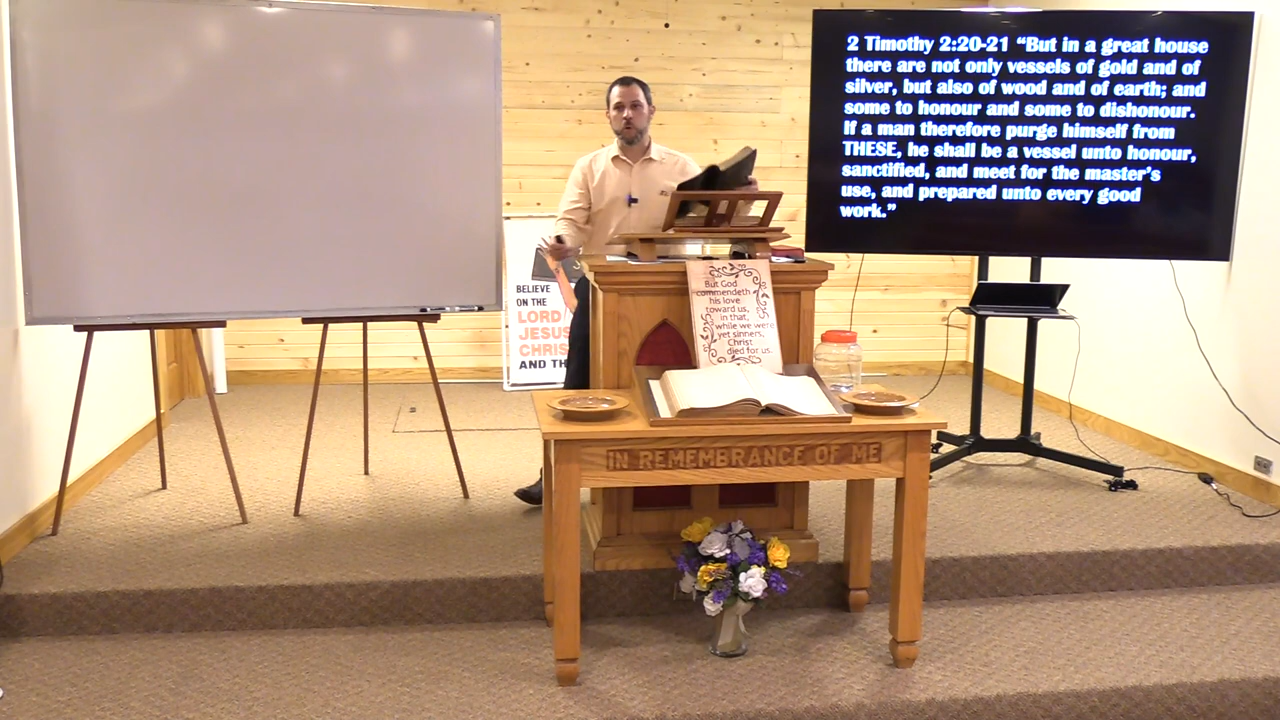 2 Timothy 2:20-21 “But in a great house
there are not only vessels of gold and of
silver, but also of wood and of earth; and
some to honour and some to dishonour.
If a man therefore purge himself from
THESE, he shall be a vessel unto honour,
sanctified, and meet for the master’s
use, and prepared unto every good
work.”
BELIEVE
ON THE
LORD
JESUS
CHRIS
AND TH
But God
commendeth
his love
toward us,
in that,
while we were
yet sinners,
Christ
died for us.
IN REMEMBRANCE OF ME